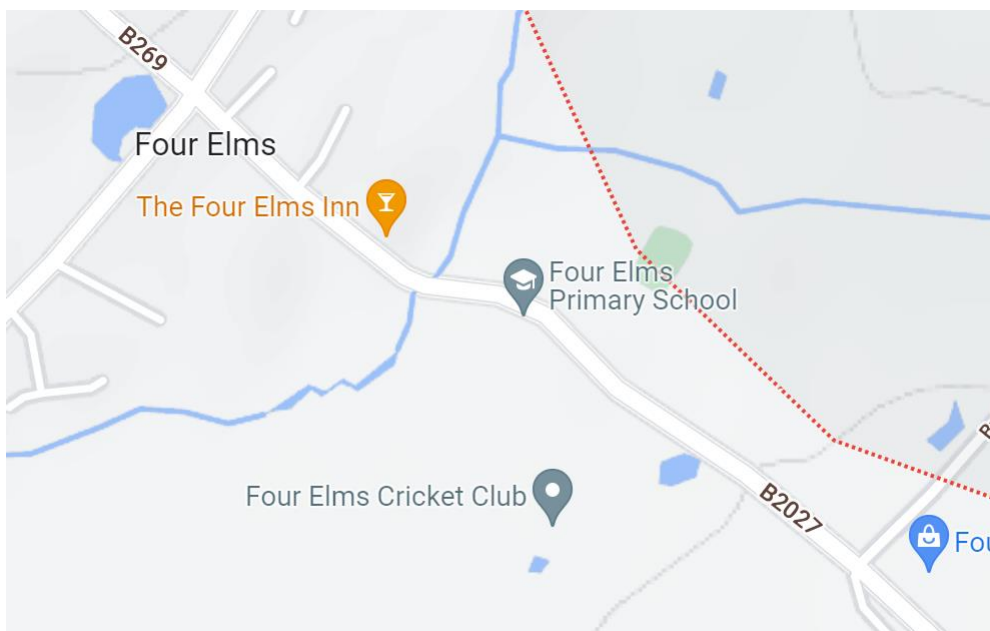 B269
Four Elms
The Four Elms Inn
Four Elms
Primary School
Four Elms Cricket Club
B2027